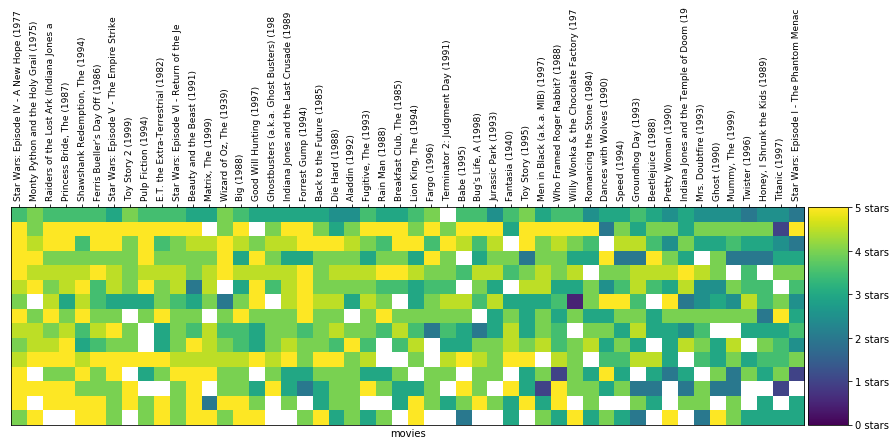 Star Wars: Episode IV - A New Hope (1977
Monty Python and the Holy Grail (1975)
Raiders of the Lost Ark (Indiana Jones a
Princess Bride, The (1987)
Shawshank Redemption, The (1994)
Ferris Bueller's Day Off (1986)
Star Wars: Episode V - The Empire Strike
Toy Story 2 (1999)
Pulp Fiction (1994)
E.T. the Extra-Terrestrial (1982)
Star Wars: Episode VI - Return of the Je
Beauty and the Beast (1991)
Matrix, The (1999)
Wizard of Oz, The (1939)
Big (1988)
Good Will Hunting (1997)
Ghostbusters (a.k.a. Ghost Busters) (198
Indiana Jones and the Last Crusade (1989
Forrest Gump (1994)
Back to the Future (1985)
Die Hard (1988)
Aladdin (1992)
Fugitive, The (1993)
Rain Man (1988)
Breakfast Club, The (1985)
Lion King, The (1994)
Fargo (1996)
Terminator 2: Judgment Day (1991)
Babe (1995)
Bug's Life, A (1998)
Jurassic Park (1993)
Fantasia (1940)
Toy Story (1995)
Men in Black (a.k.a. MIB) (1997)
Who Framed Roger Rabbit? (1988)
Willy Wonka & the Chocolate Factory (197
Romancing the Stone (1984)
Dances with Wolves (1990)
Speed (1994)
Groundhog Day (1993)
Beetlejuice (1988)
Pretty Woman (1990)
Indiana Jones and the Temple of Doom (19
Mrs. Doubtfire (1993)
Ghost (1990)
Mummy, The (1999)
Twister (1996)
Honey, I Shrunk the Kids (1989)
Titanic (1997)
Star Wars: Episode I - The Phantom Menac
5 stars
4 stars
3 stars
2 stars
1 stars
0 stars
movies